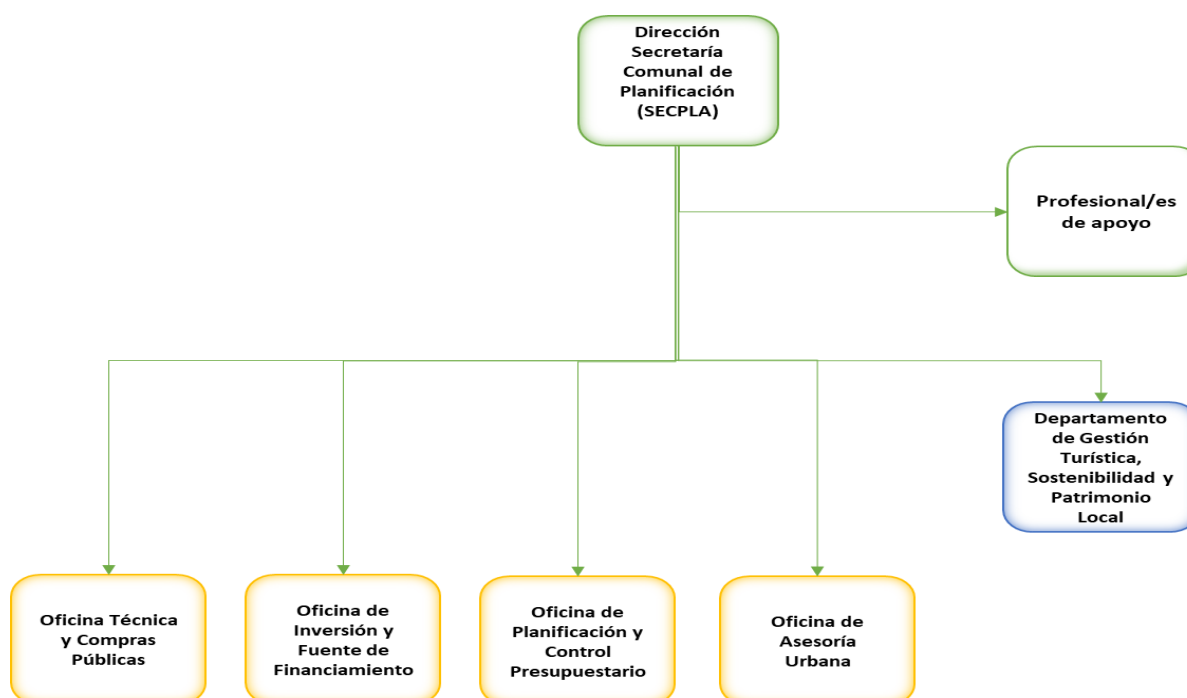 Dirección
Secretaría
Comunal de
Planificación
(SECPLA)
Profesional/es
de apoyo
Departamento
de Gestión
Turística,
Sostenibilidad y
Patrimonio
Local
Oficina Técnica
y Compras
Públicas
Oficina de
Inversión y
Fuente de
Financiamiento
Oficina de
Planificación y
Control
Presupuestario
Oficina de
Asesoría
Urbana